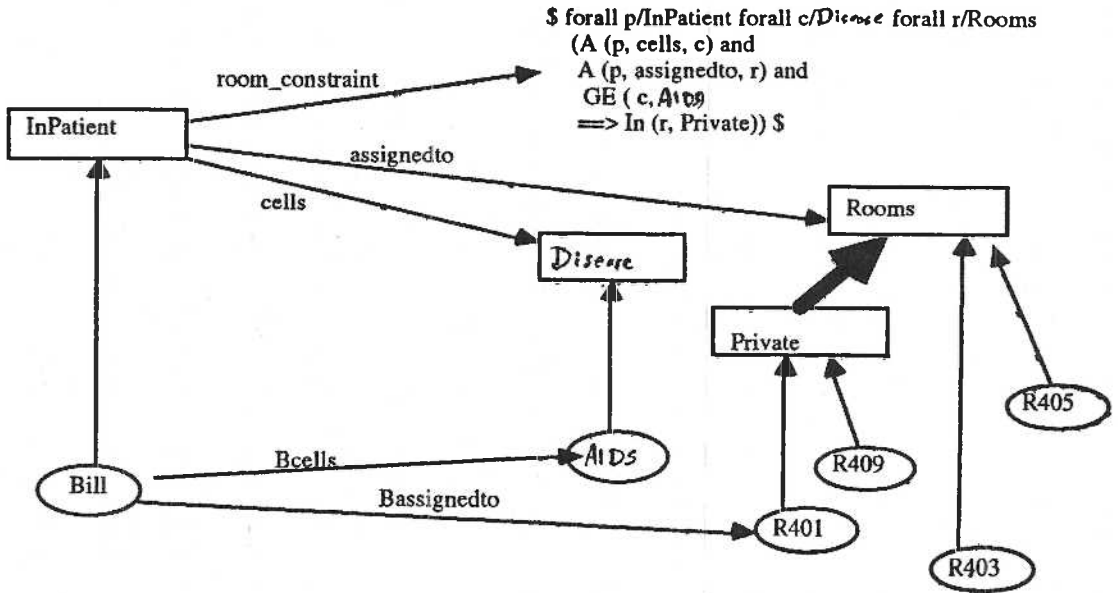 $ forall p/InPatient forall c/Disease forall r/Rooms
(A (p, cells, c) and
A (p, assignedto, r) and
GE ( c, AIDS
==> In (r, Private)) $
room_constraint
InPatient
assignedto
cells
Rooms
Disease
Private
R405
Bcells
AIDS
R409
Bill
Bassignedto
R401
R403